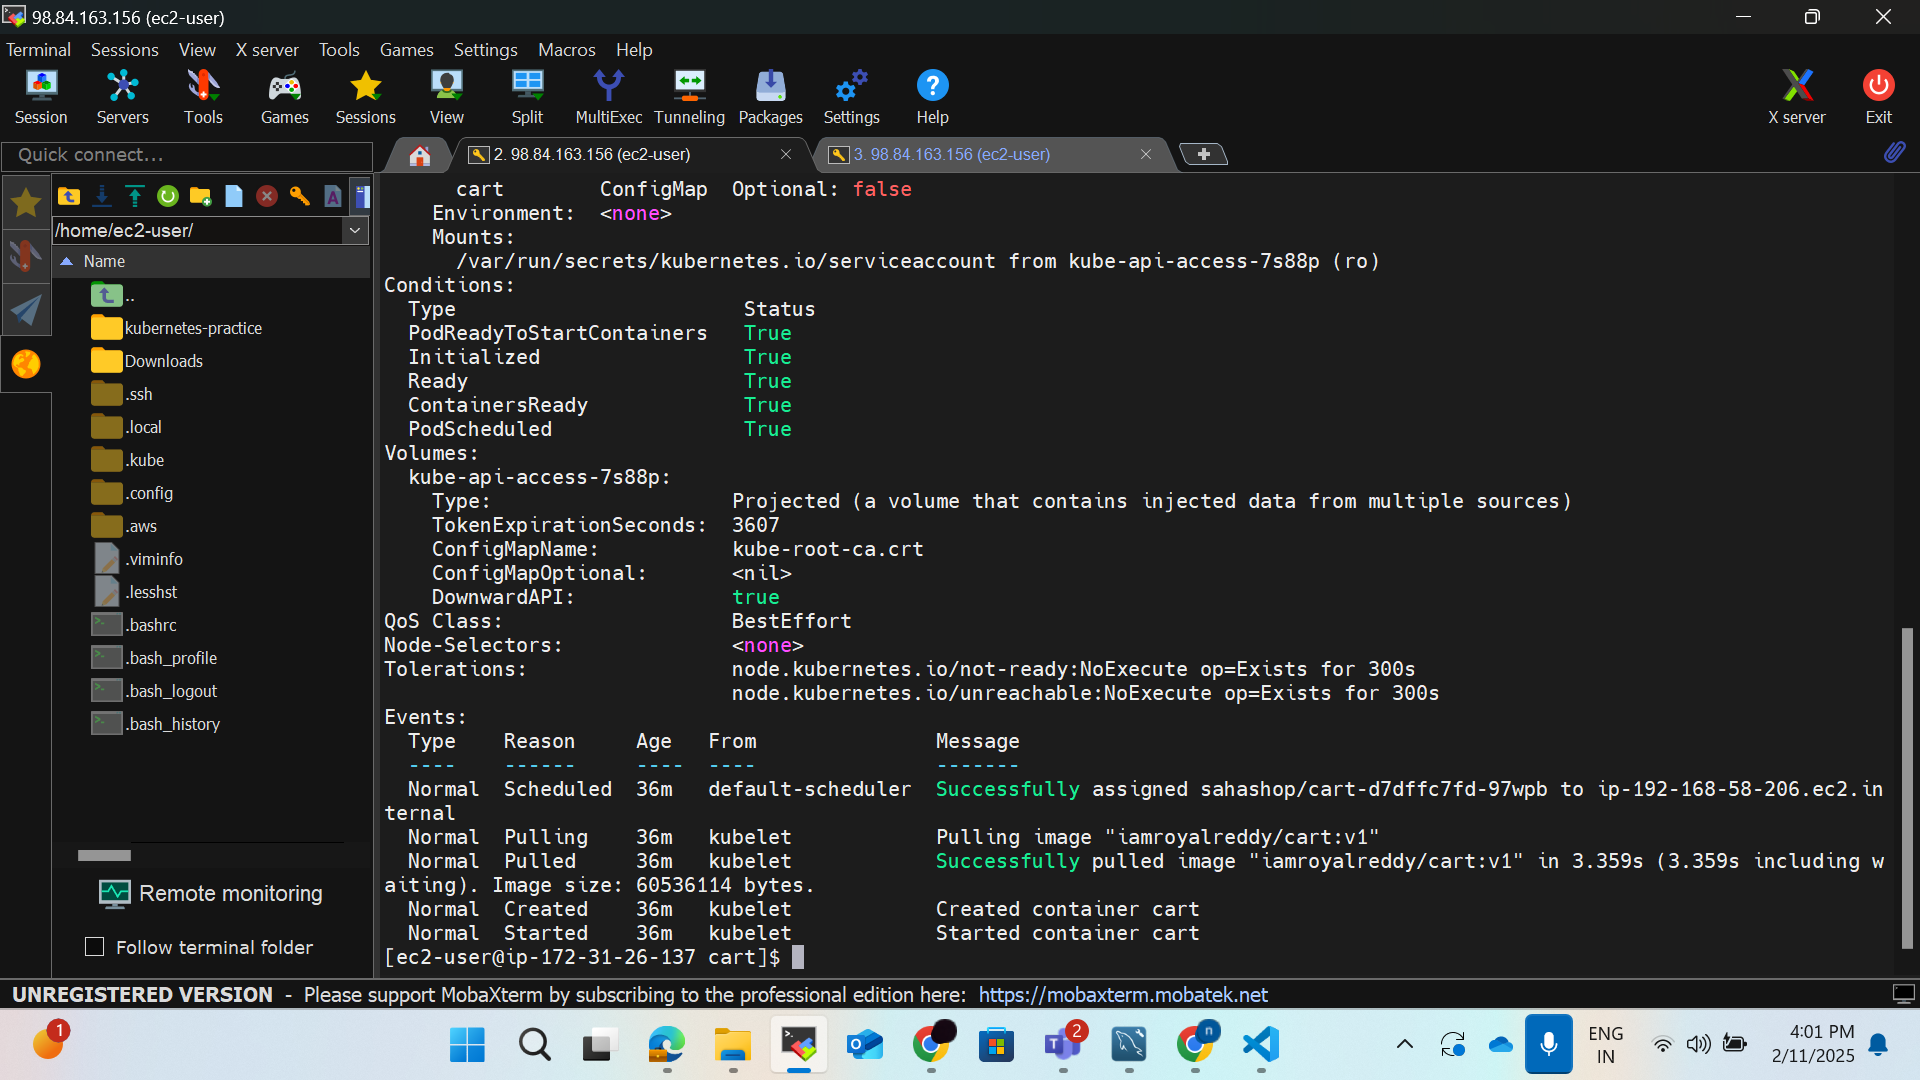 98.84.163.156 (ec2-user)
Terminal Sessions View X server Tools Games Settings Macros Help
Session Servers Tools Games Sessions View Split MultiExec Tunneling Packages Settings Help X server Exit
Quick connect...
2. 98.84.163.156 (ec2-user)
3. 98.84.163.156 (ec2-user)
/home/ec2-user/
Name
..
kubernetes-practice
Downloads
.ssh
.local
.kube
.config
.aws
.viminfo
.lesshst
.bashrc
.bash_profile
.bash_logout
.bash_history
Remote monitoring
Follow terminal folder
cart ConfigMap Optional: false
Environment: <none>
Mounts:
/var/run/secrets/kubernetes.io/serviceaccount from kube-api-access-7s88p (ro)
Conditions:
Type Status
PodReadyToStartContainers True
Initialized True
Ready True
ContainersReady True
PodScheduled True
Volumes:
kube-api-access-7s88p:
Type: Projected (a volume that contains injected data from multiple sources)
TokenExpirationSeconds: 3607
ConfigMapName: kube-root-ca.crt
ConfigMapOptional: <nil>
DownwardAPI: true
QoS Class: BestEffort
Node-Selectors: <none>
Tolerations: node.kubernetes.io/not-ready:NoExecute op=Exists for 300s
node.kubernetes.io/unreachable:NoExecute op=Exists for 300s
Events:
Type Reason Age From Message
---- ------ ---- ---- -------
Normal Scheduled 36m default-scheduler Successfully assigned sahashop/cart-d7dffc7fd-97wpb to ip-192-168-58-206.ec2.in
ternal
Normal Pulling 36m kubelet Pulling image "iamroyalreddy/cart:v1"
Normal Pulled 36m kubelet Successfully pulled image "iamroyalreddy/cart:v1" in 3.359s (3.359s including w
aiting). Image size: 60536114 bytes.
Normal Created 36m kubelet Created container cart
Normal Started 36m kubelet Started container cart
[ec2-user@ip-172-31-26-137 cart]$
UNREGISTERED VERSION - Please support MobaXterm by subscribing to the professional edition here: https://mobaxterm.mobatek.net
1
2
n
ENG
IN
4:01 PM
2/11/2025